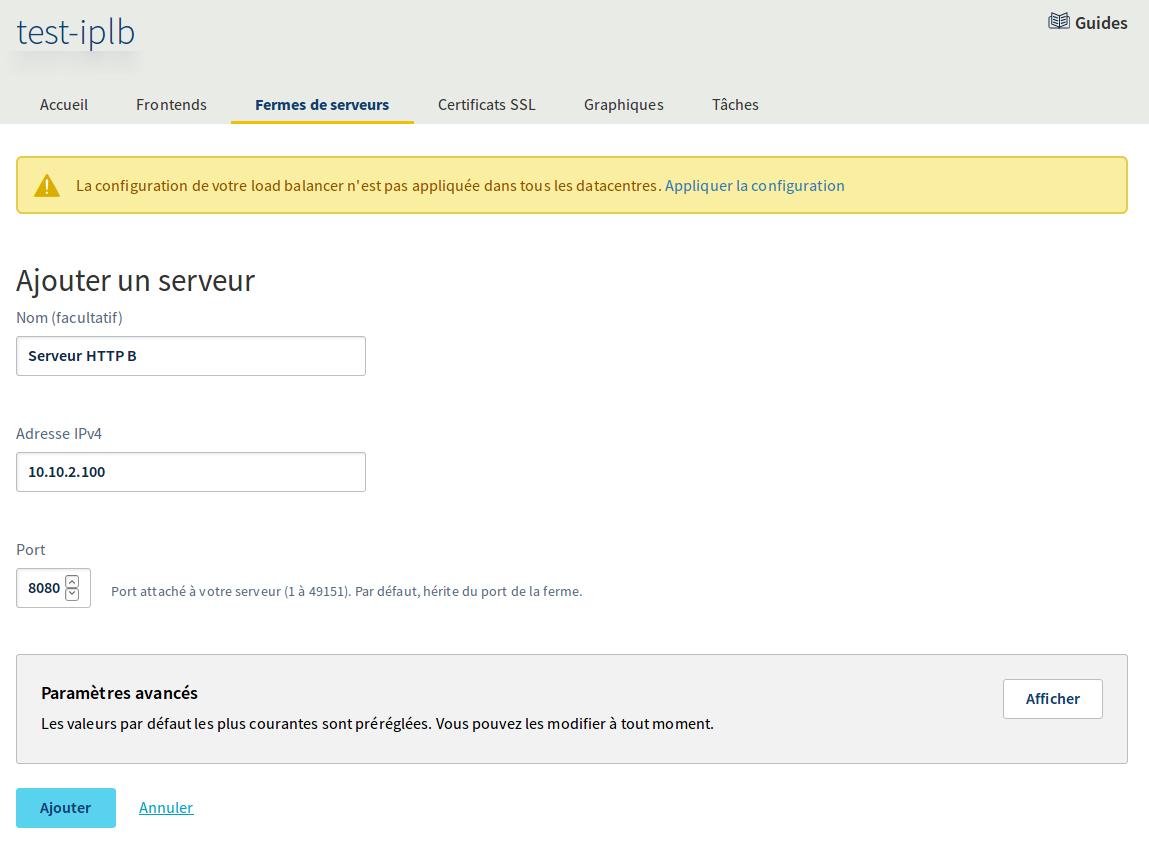 test-iplb
Guides
Accueil Frontends Fermes de serveurs Certificats SSL Graphiques Tâches
La configuration de votre load balancer n'est pas appliquée dans tous les datacentres. Appliquer la configuration
Ajouter un serveur
Nom (facultatif)
Serveur HTTP B
Adresse IPv4
10.10.2.100
Port
8080 Port attaché à votre serveur (1 à 49151). Par défaut, hérite du port de la ferme.
Paramètres avancés
Afficher
Les valeurs par défaut les plus courantes sont préréglées. Vous pouvez les modifier à tout moment.
Ajouter Annuler